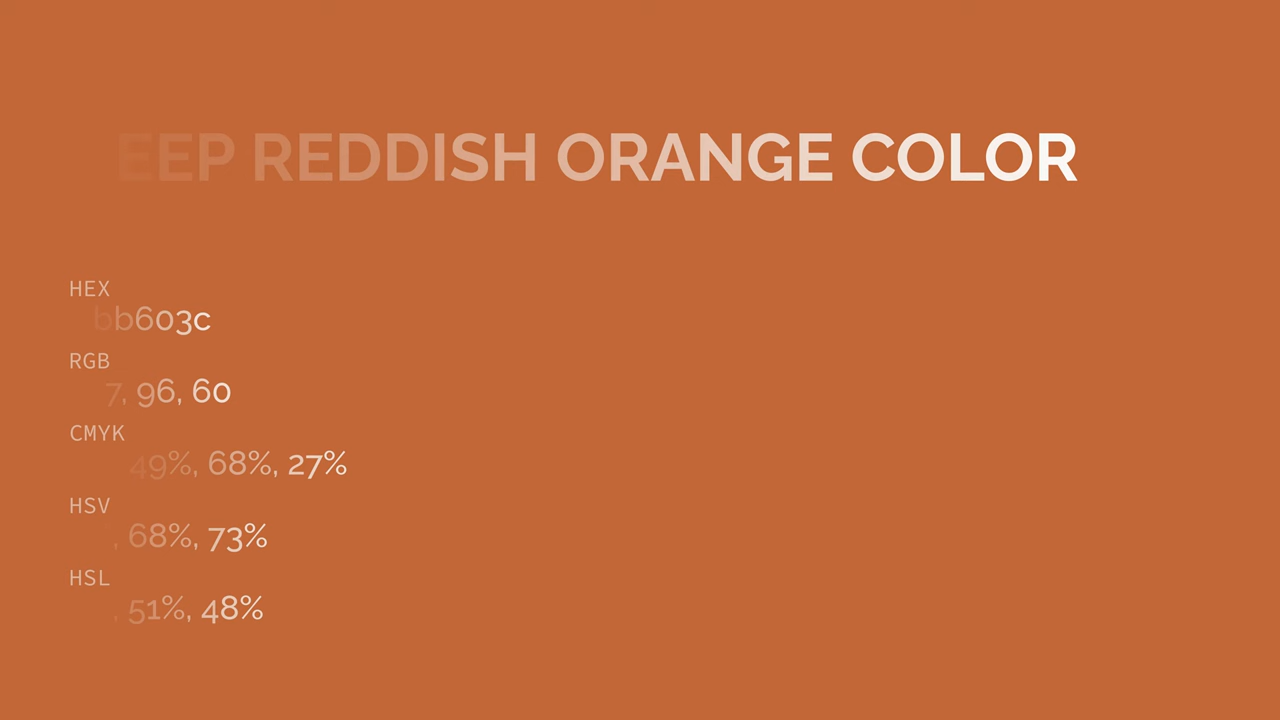 EEP REDDISH ORANGE COLOR
HEX
bb603c
RGB
7, 96, 60
CMYK
49%, 68%, 27%
HSV
, 68%, 73%
HSL
, 51%, 48%